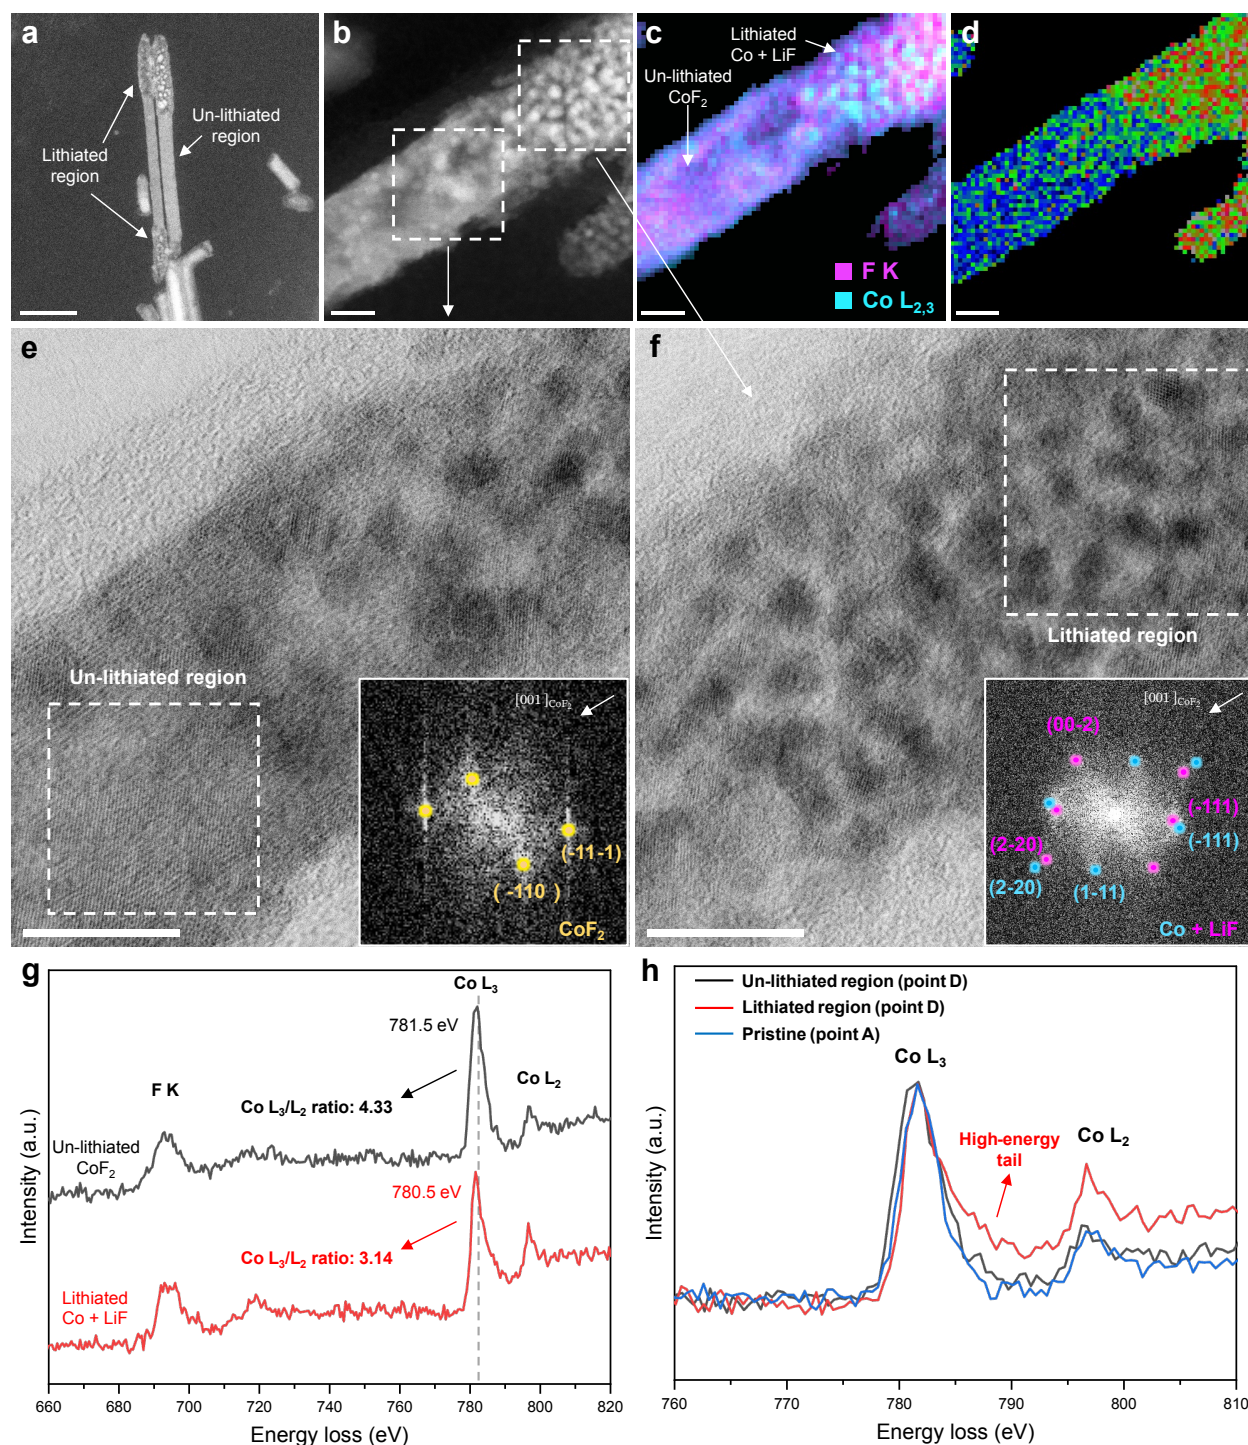 a
Un-lithiated
region
Lithiated
region
b
c
Lithiated
Co + LiF
Un-lithiated
CoF2
F K
Co L2,3
d
e
Un-lithiated region
[001]CoF2
(-11-1)
( -110 )
CoF2
f
Lithiated region
[001]CoF2
(00-2)
(-111)
(-111)
(2-20)
(2-20)
(1-11)
Co + LiF
g
Co L3
781.5 eV
F K
Co L2
Co L3/L2 ratio: 4.33
Un-lithiated
CoF2
780.5 eV
Co L3/L2 ratio: 3.14
Lithiated
Co + LiF
Intensity (a.u.)
660 680 700 720 740 760 780 800 820
Energy loss (eV)
h
Un-lithiated region (point D)
Lithiated region (point D)
Pristine (point A)
Co L3
High-energy
tail
Co L2
Intensity (a.u.)
760 770 780 790 800 810
Energy loss (eV)